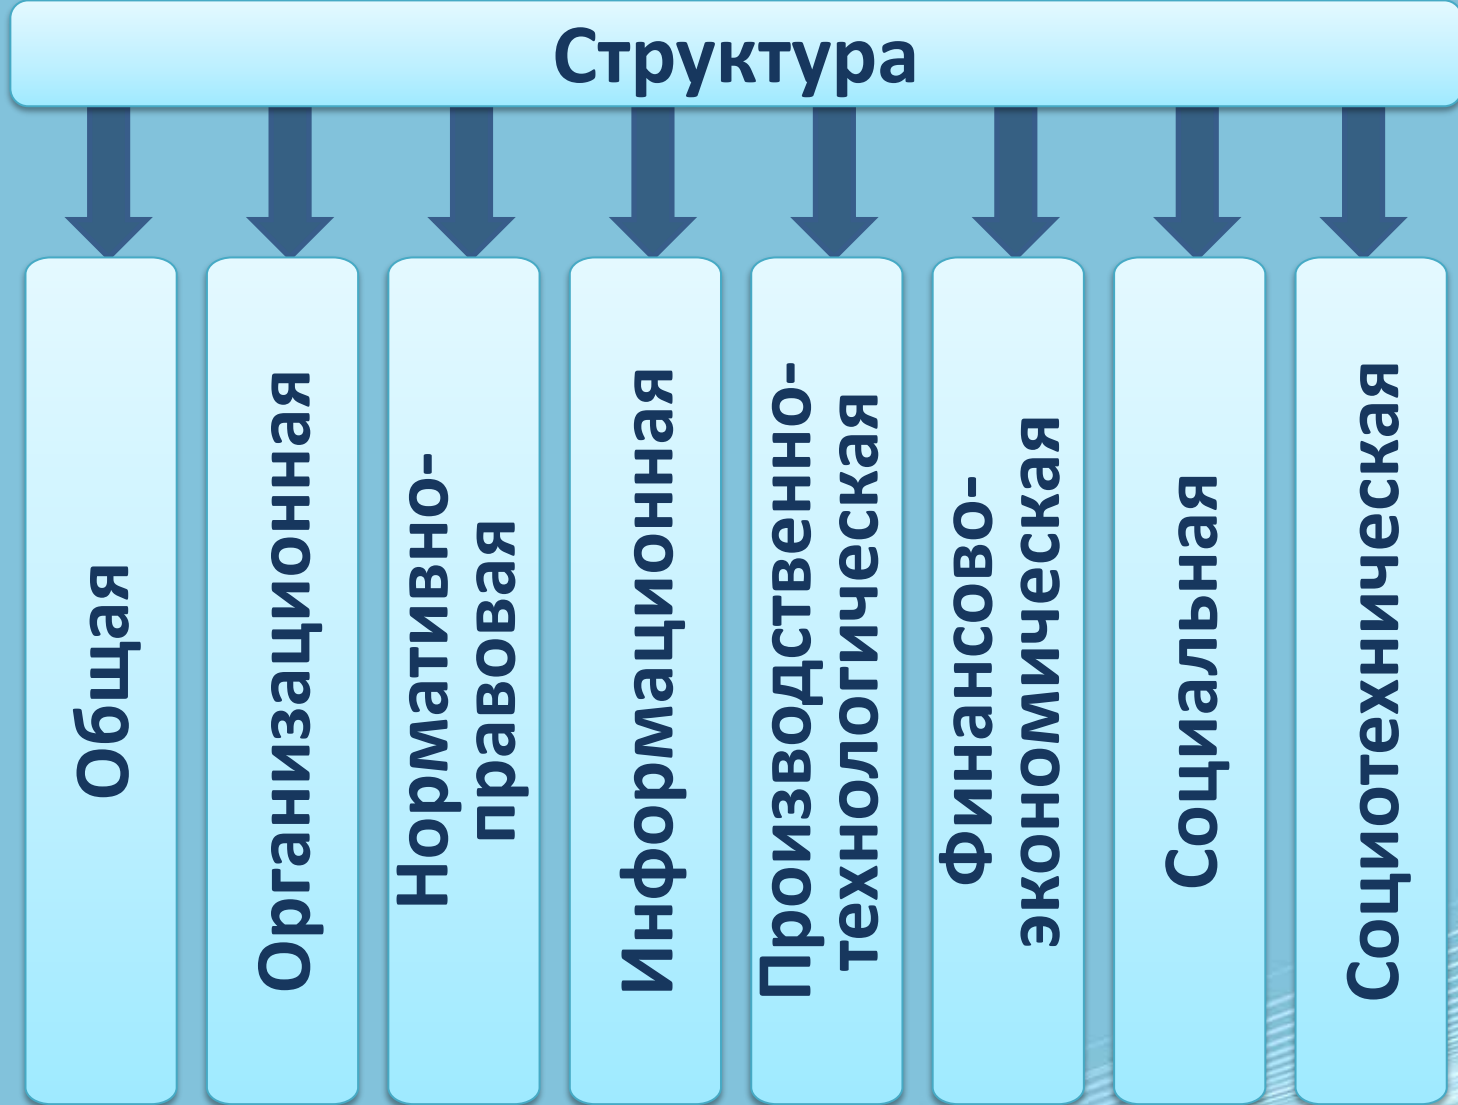 Структура
Общая
Организационная
Нормативно-
правовая
Информационная
Производственно-
технологическая
Финансово-
экономическая
Социальная
Социотехническая